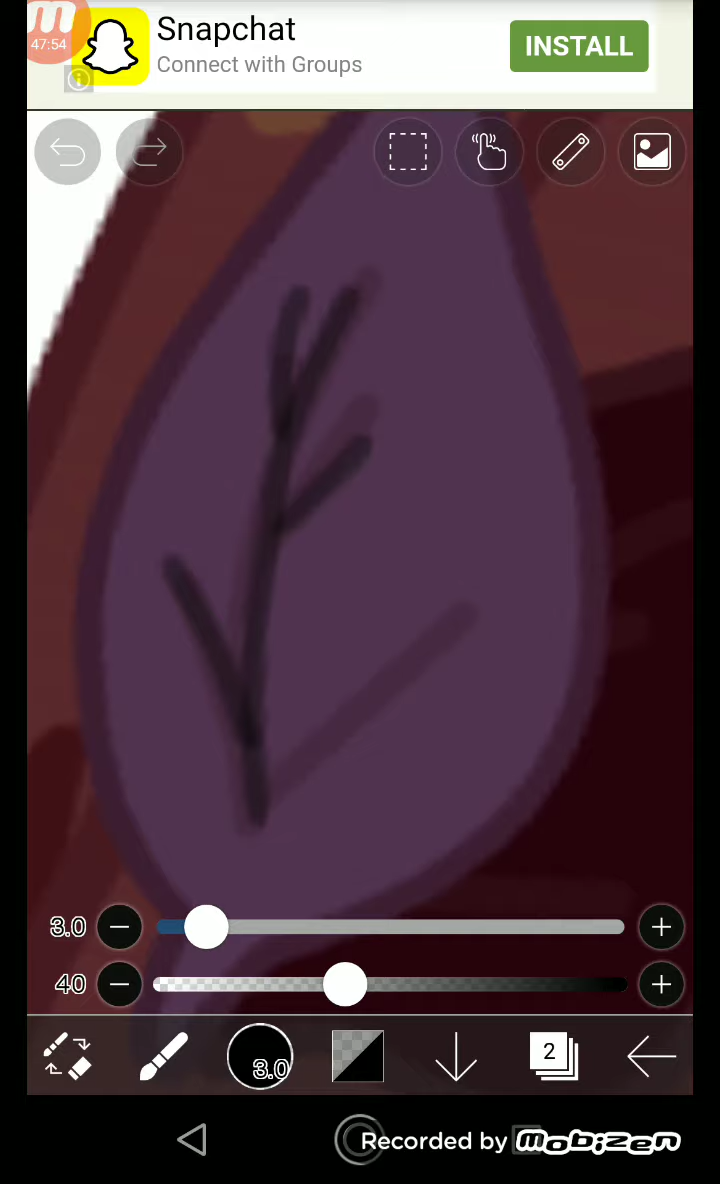 Snapchat
47:54
Connect with Groups
INSTALL
3.0
40
3.0
2
Recorded by Mobizen